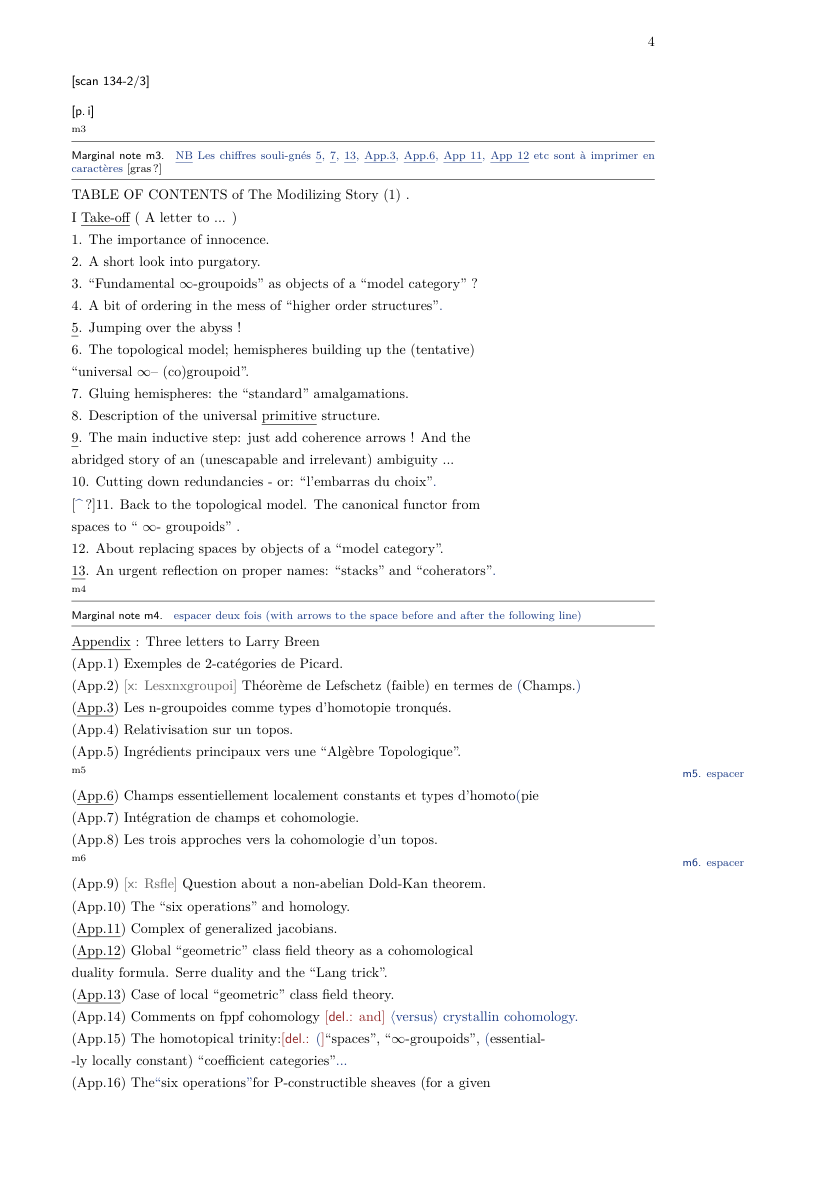 4
[scan 134-2/3]
[p. i]
m3
Marginal note m3. NB Les chiffres souli-gnés 5, 7, 13, App.3, App.6, App 11, App 12 etc sont à imprimer en
caractères [gras ?]
TABLE OF CONTENTS of The Modilizing Story (1) .
I Take-off ( A letter to ... )
1. The importance of innocence.
2. A short look into purgatory.
3. “Fundamental ∞-groupoids” as objects of a “model category” ?
4. A bit of ordering in the mess of “higher order structures”.
5. Jumping over the abyss !
6. The topological model; hemispheres building up the (tentative)
“universal ∞– (co)groupoid”.
7. Gluing hemispheres: the “standard” amalgamations.
8. Description of the universal primitive structure.
9. The main inductive step: just add coherence arrows ! And the
abridged story of an (unescapable and irrelevant) ambiguity ...
10. Cutting down redundancies - or: “l’embarras du choix”.
[⌢ ?]11. Back to the topological model. The canonical functor from
spaces to “ ∞- groupoids” .
12. About replacing spaces by objects of a “model category”.
13. An urgent reflection on proper names: “stacks” and “coherators”.
m4
Marginal note m4. espacer deux fois (with arrows to the space before and after the following line)
Appendix : Three letters to Larry Breen
(App.1) Exemples de 2-catégories de Picard.
(App.2) [x: Lesxnxgroupoi] Théorème de Lefschetz (faible) en termes de (Champs.)
(App.3) Les n-groupoides comme types d’homotopie tronqués.
(App.4) Relativisation sur un topos.
(App.5) Ingrédients principaux vers une “Algèbre Topologique”.
m5
m5. espacer
(App.6) Champs essentiellement localement constants et types d’homoto(pie
(App.7) Intégration de champs et cohomologie.
(App.8) Les trois approches vers la cohomologie d’un topos.
m6
m6. espacer
(App.9) [x: Rsfle] Question about a non-abelian Dold-Kan theorem.
(App.10) The “six operations” and homology.
(App.11) Complex of generalized jacobians.
(App.12) Global “geometric” class field theory as a cohomological
duality formula. Serre duality and the “Lang trick”.
(App.13) Case of local “geometric” class field theory.
(App.14) Comments on fppf cohomology [del.: and] ⟨versus⟩ crystallin cohomology.
(App.15) The homotopical trinity:[del.: (]“spaces”, “∞-groupoids”, (essential-
-ly locally constant) “coefficient categories”...
(App.16) The“six operations”for P-constructible sheaves (for a given